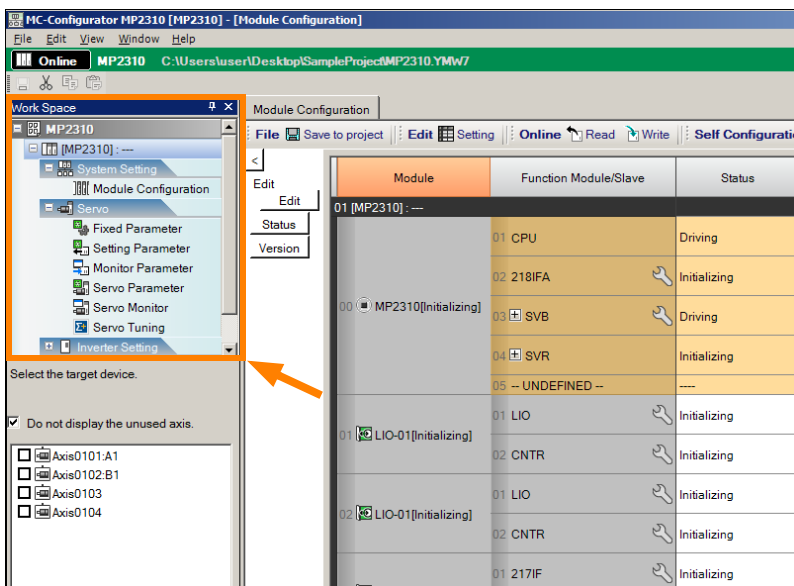 MC-Configurator MP2310 [MP2310] - [Module Configuration]
File Edit View Window Help
Online MP2310 C:\Users\user\Desktop\SampleProject\MP2310.YMW7
Work Space
MP2310
[MP2310] : ---
System Setting
Module Configuration
Servo
Fixed Parameter
Setting Parameter
Monitor Parameter
Servo Parameter
Servo Monitor
Servo Tuning
Inverter Setting
Select the target device.
Do not display the unused axis.
Axis0101:A1
Axis0102:B1
Axis0103
Axis0104
Module Configuration
File Save to project Edit Setting Online Read Write Self Configurati
<
Edit
Edit
Status
Version
Module Function Module/Slave Status
01 [MP2310] : ---
00 MP2310[Initializing]
01 CPU Driving
02 218IFA Initializing
03 SVB Driving
04 SVR Initializing
05 -- UNDEFINED -- ----
01 LIO-01[Initializing]
01 LIO Initializing
02 CNTR Initializing
02 LIO-01[Initializing]
01 LIO Initializing
02 CNTR Initializing
01 217IF Initializing